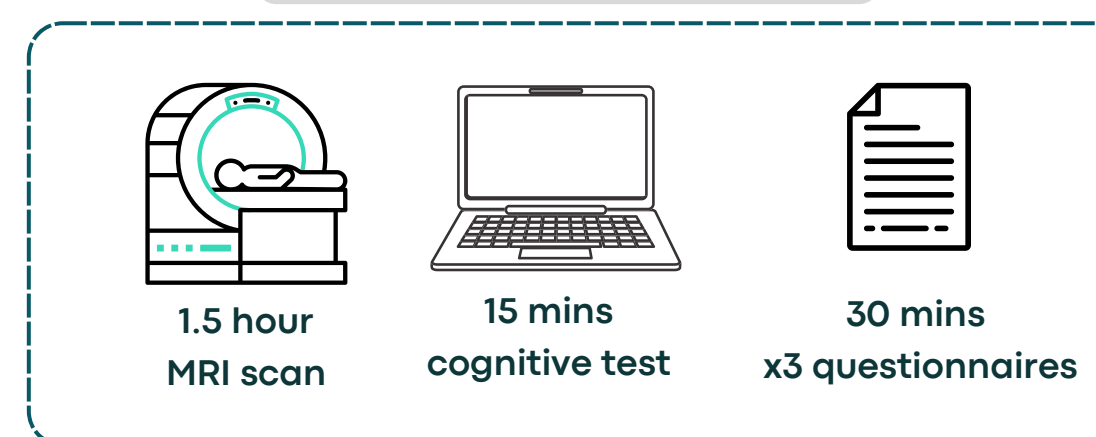 1.5 hour
MRI scan
15 mins
cognitive test
30 mins
x3 questionnaires